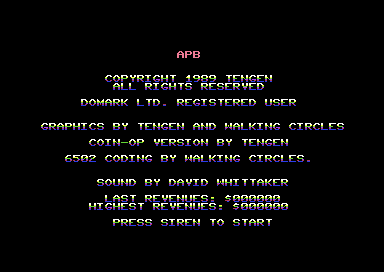 APB
COPYRIGHT 1989 TENGEN
ALL RIGHTS RESERVED
DOMARK LTD. REGISTERED USER
GRAPHICS BY TENGEN AND WALKING CIRCLES
COIN-OP VERSION BY TENGEN
6502 CODING BY WALKING CIRCLES.
SOUND BY DAVID WHITTAKER
LAST REVENUES: $000000
HIGHEST REVENUES: $000000
PRESS SIREN TO START